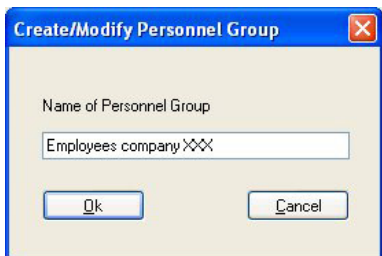 Create/Modify Personnel Group
Name of Personnel Group
Employees company XXX
Ok
Cancel